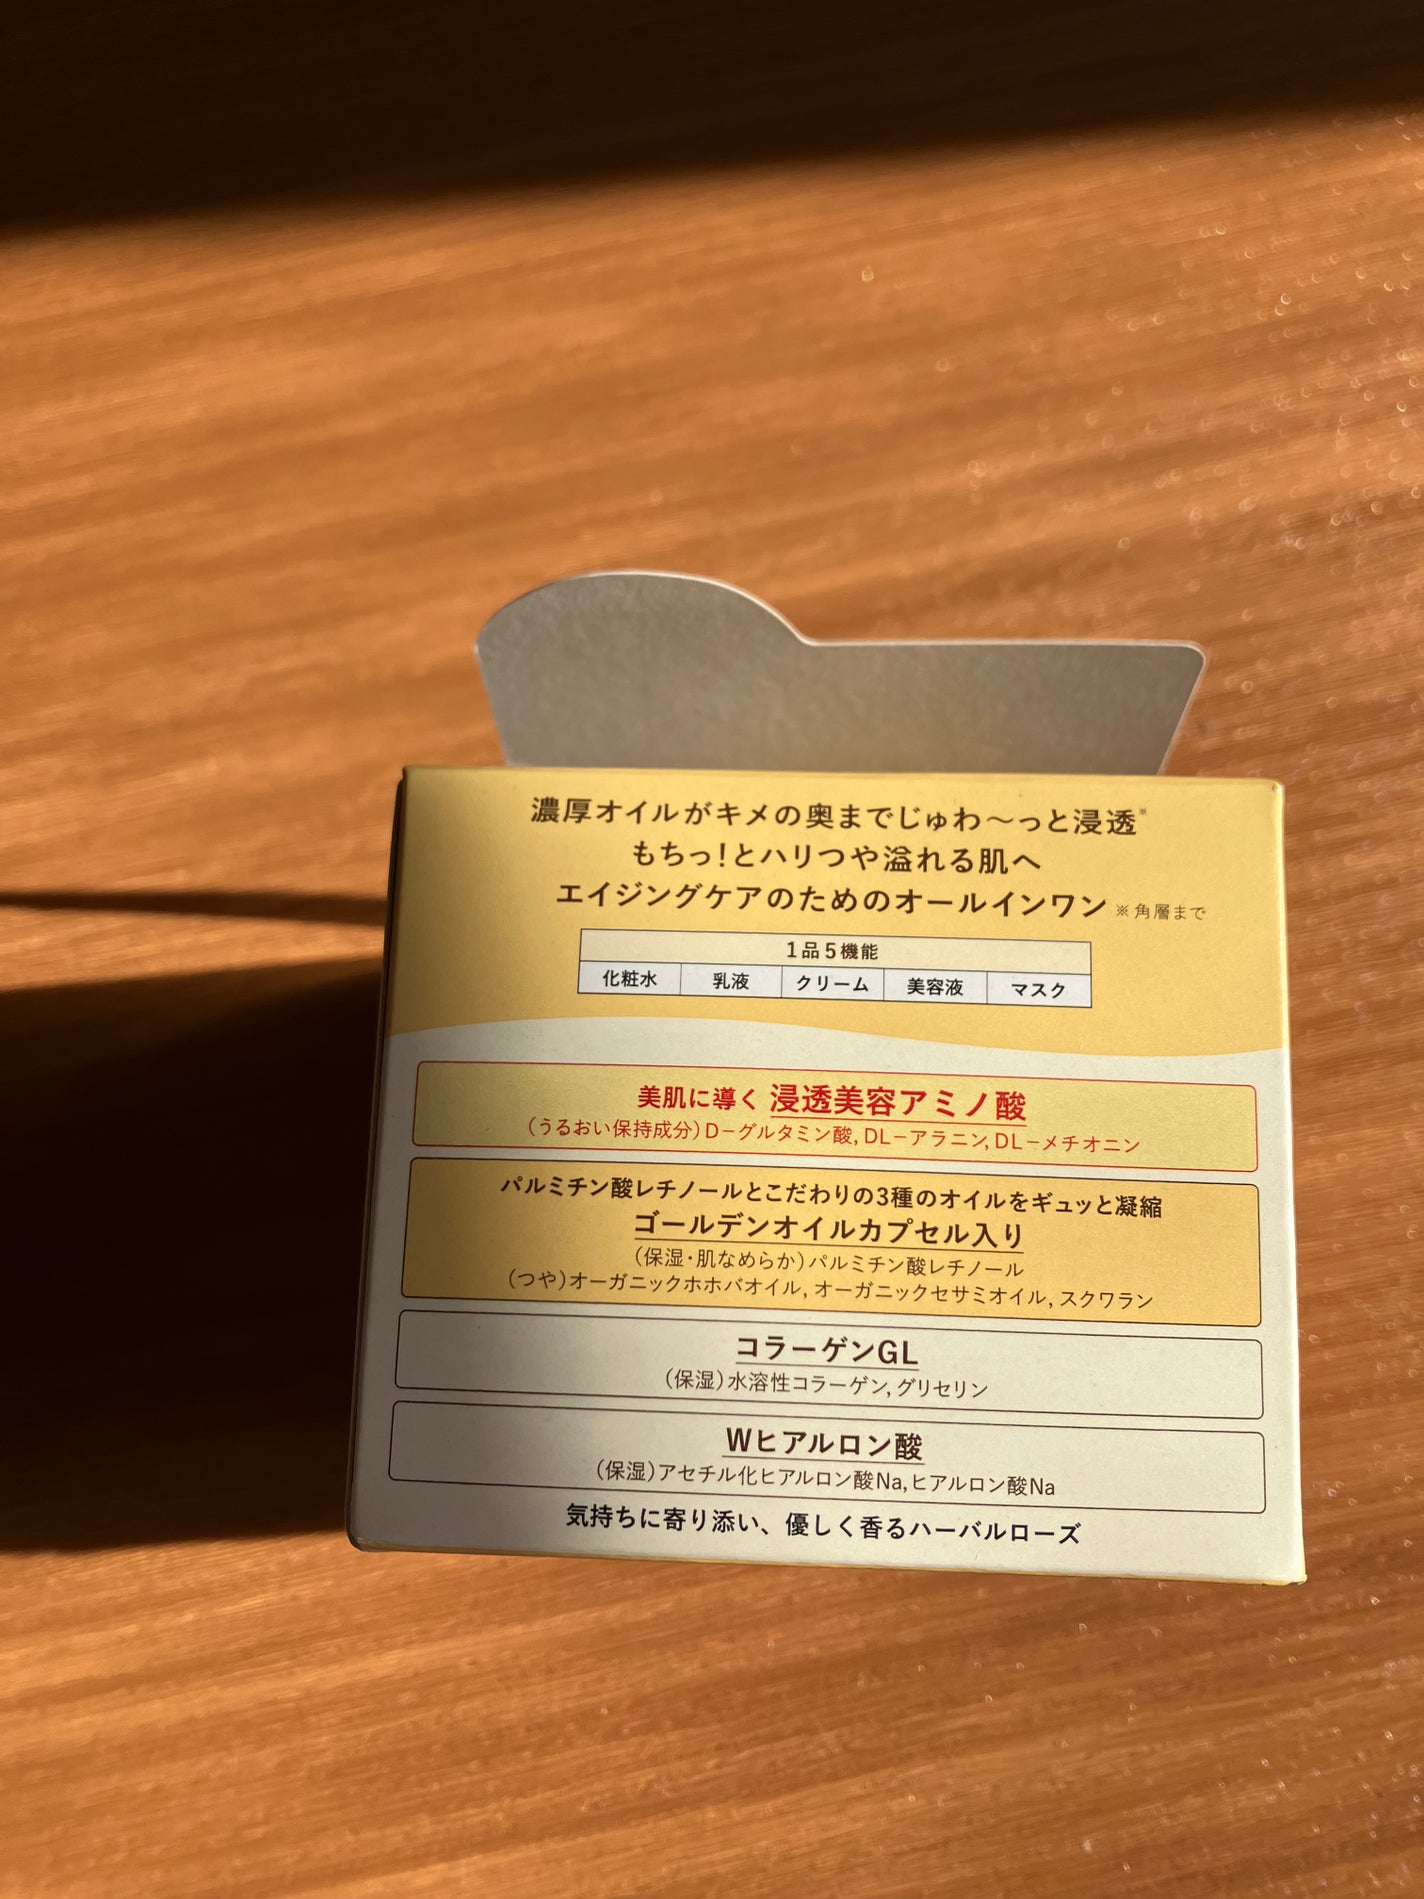 濃厚オイルがキメの奥までじゅわ〜っと浸透※
もちっ!とハリつや溢れる肌へ
エイジングケアのためのオールインワン ※角層まで
1品5機能
化粧水 乳液 クリーム 美容液 マスク
美肌に導く 浸透美容アミノ酸
(うるおい保持成分)D-グルタミン酸, DL-アラニン, DL-メチオニン
パルミチン酸レチノールとこだわりの3種のオイルをギュッと凝縮
ゴールデンオイルカプセル入り
(保湿・肌なめらか)パルミチン酸レチノール
(つや)オーガニックホホバオイル, オーガニックセサミオイル, スクワラン
コラーゲンGL
(保湿)水溶性コラーゲン, グリセリン
Wヒアルロン酸
(保湿)アセチル化ヒアルロン酸Na, ヒアルロン酸Na
気持ちに寄り添い、優しく香るハーバルローズ